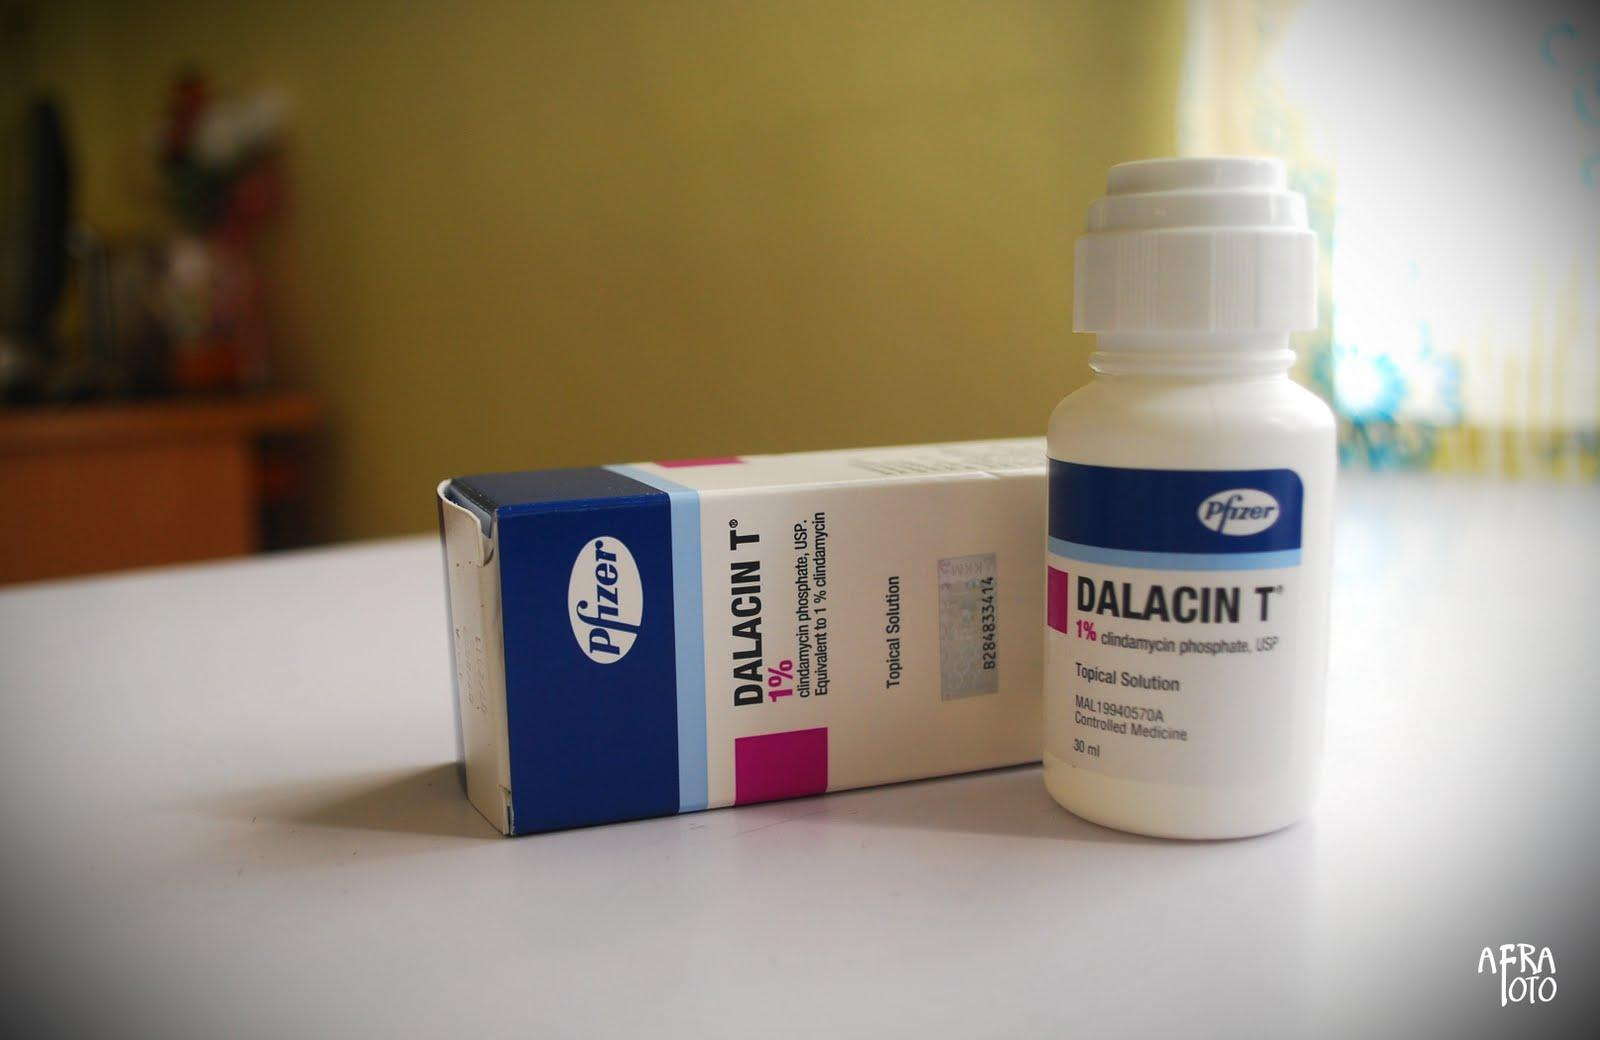 Pfizer
DALACIN T®
1%
clindamycin phosphate, USP.
Equivalent to 1 % clindamycin
Topical Solution
B28483414
Pfizer
DALACIN T®
1% clindamycin phosphate, USP
Topical Solution
MAL19940570A
Controlled Medicine
30 ml
AFRA
FOTO